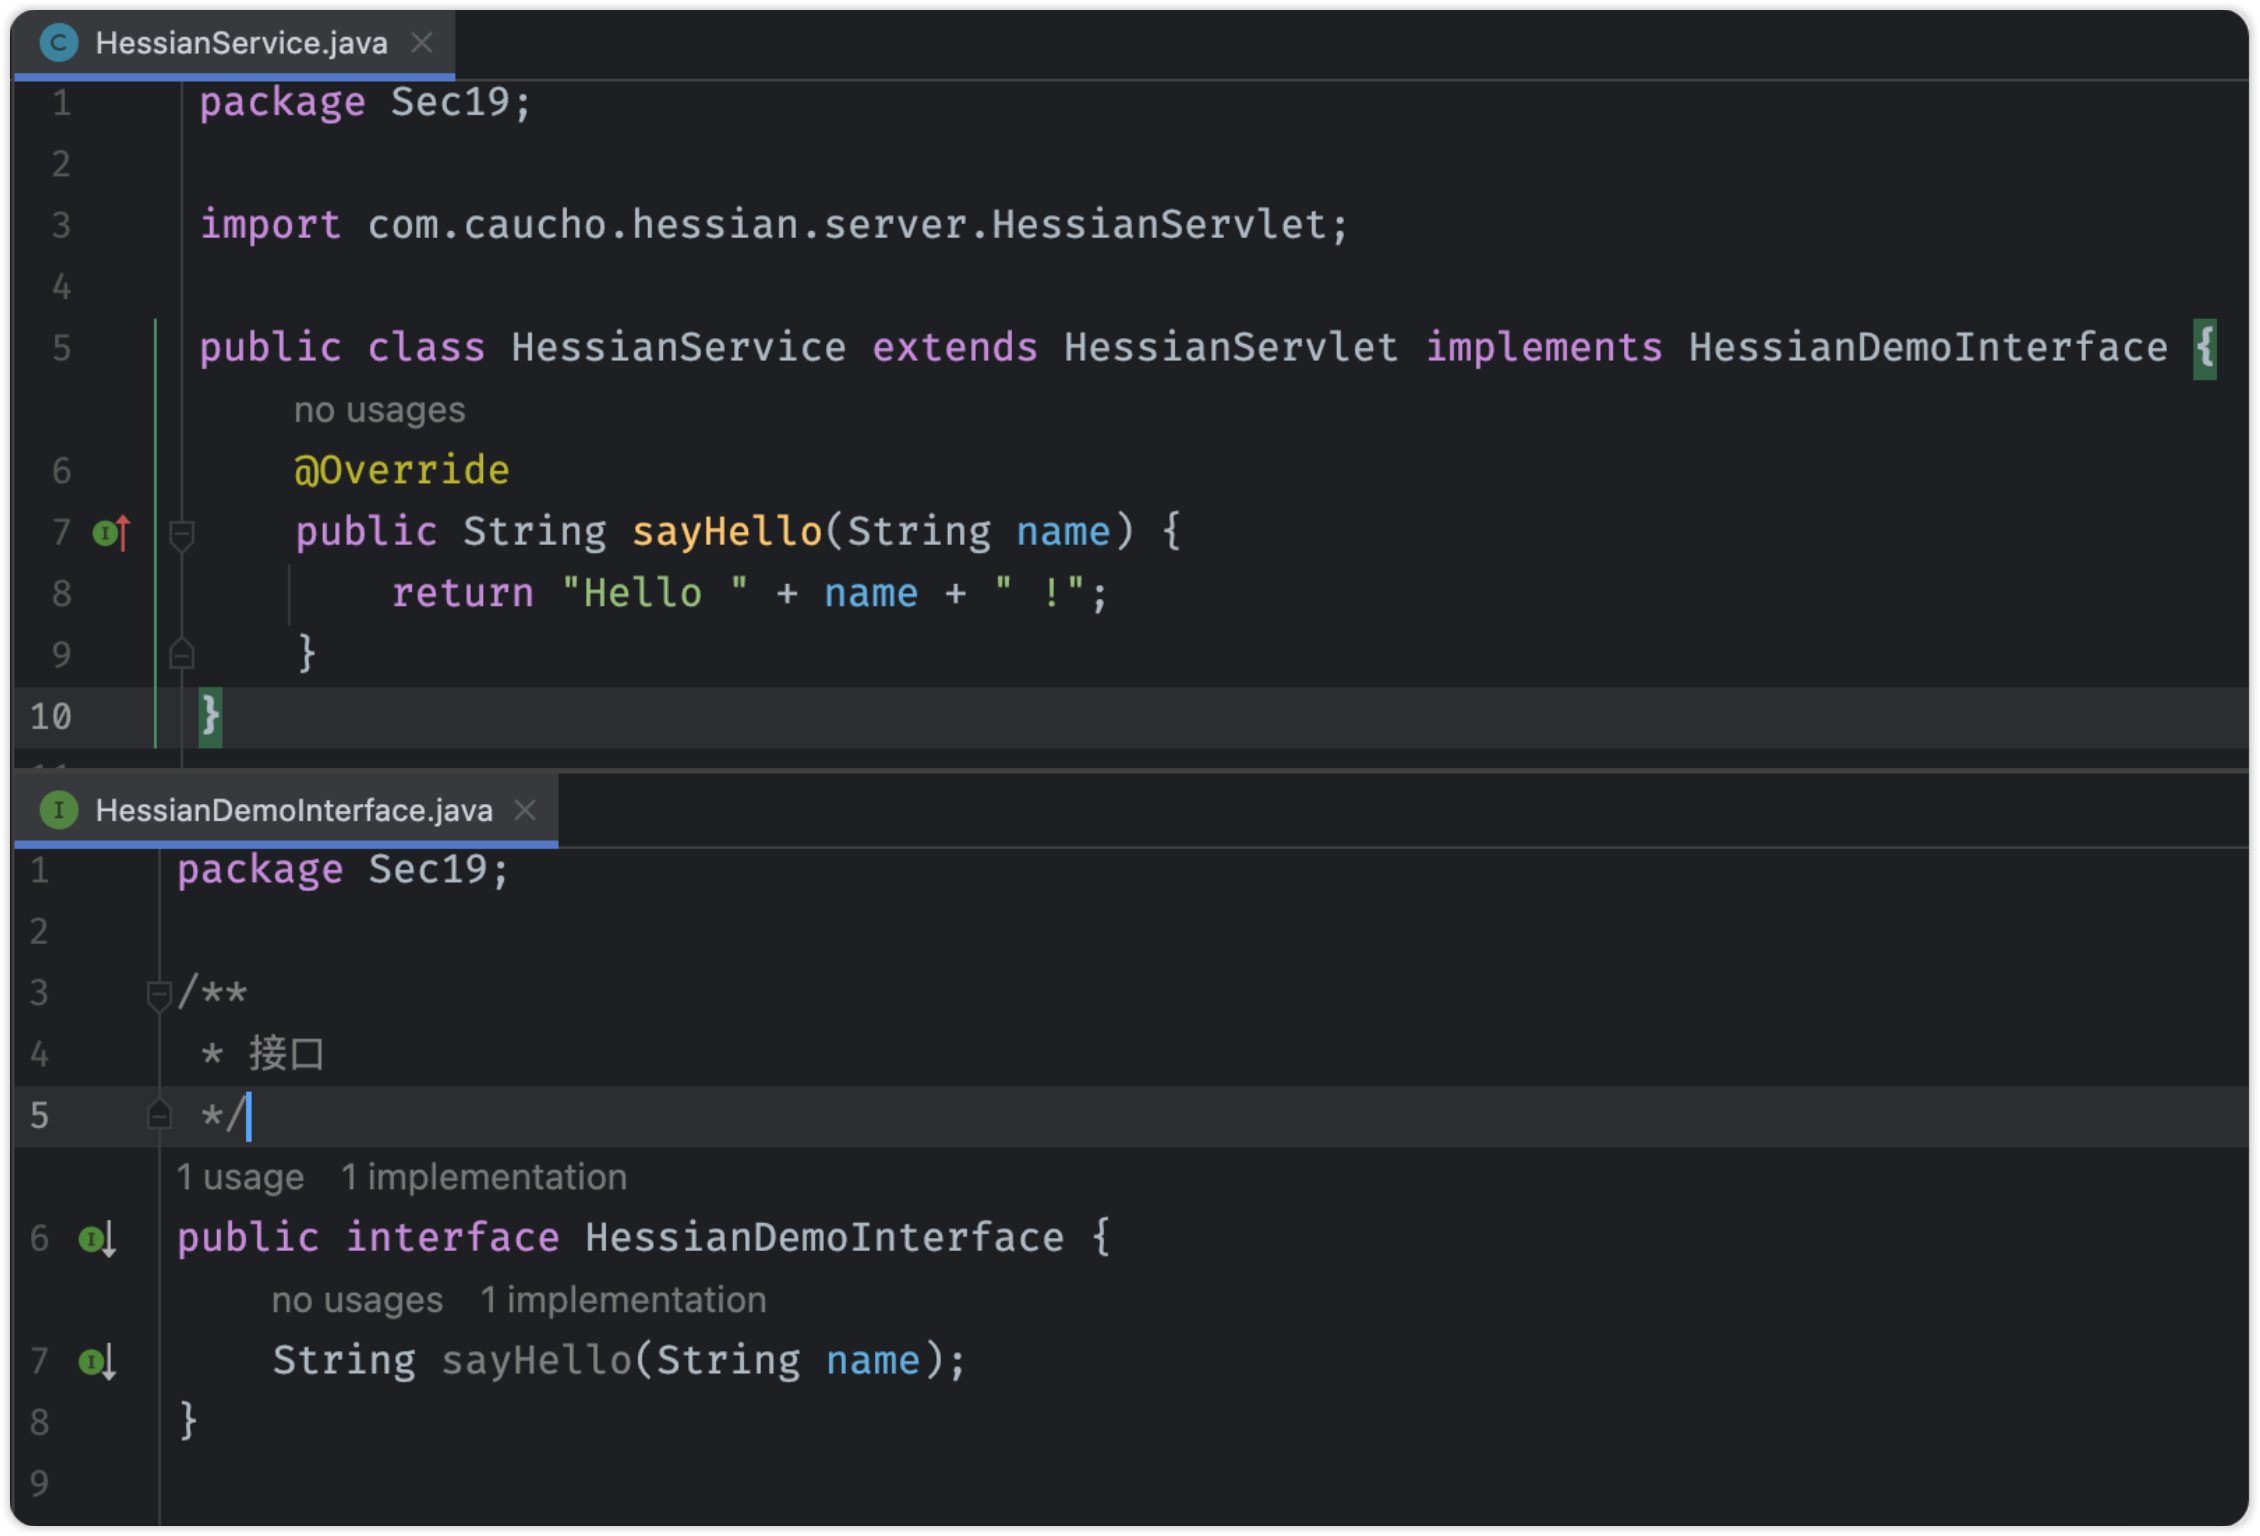 HessianService.java
1 package Sec19;
2
3 import com.caucho.hessian.server.HessianServlet;
4
5 public class HessianService extends HessianServlet implements HessianDemoInterface {
no usages
6 @Override
7 public String sayHello(String name) {
8 return "Hello " + name + " !";
9 }
10 }
HessianDemoInterface.java
1 package Sec19;
2
3 /**
4 * 接口
5 */
1 usage 1 implementation
6 public interface HessianDemoInterface {
no usages 1 implementation
7 String sayHello(String name);
8 }
9